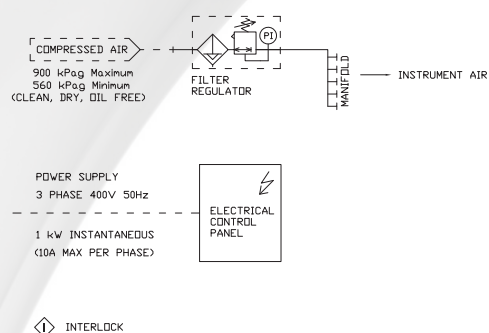 COMPRESSED AIR
900 kPag Maximum
560 kPag Minimum
(CLEAN, DRY, OIL FREE)
PI
FILTER
REGULATOR
MANIFOLD
INSTRUMENT AIR
POWER SUPPLY
3 PHASE 400V 50Hz
1 kW INSTANTANEOUS
(10A MAX PER PHASE)
ELECTRICAL
CONTROL
PANEL
I INTERLOCK